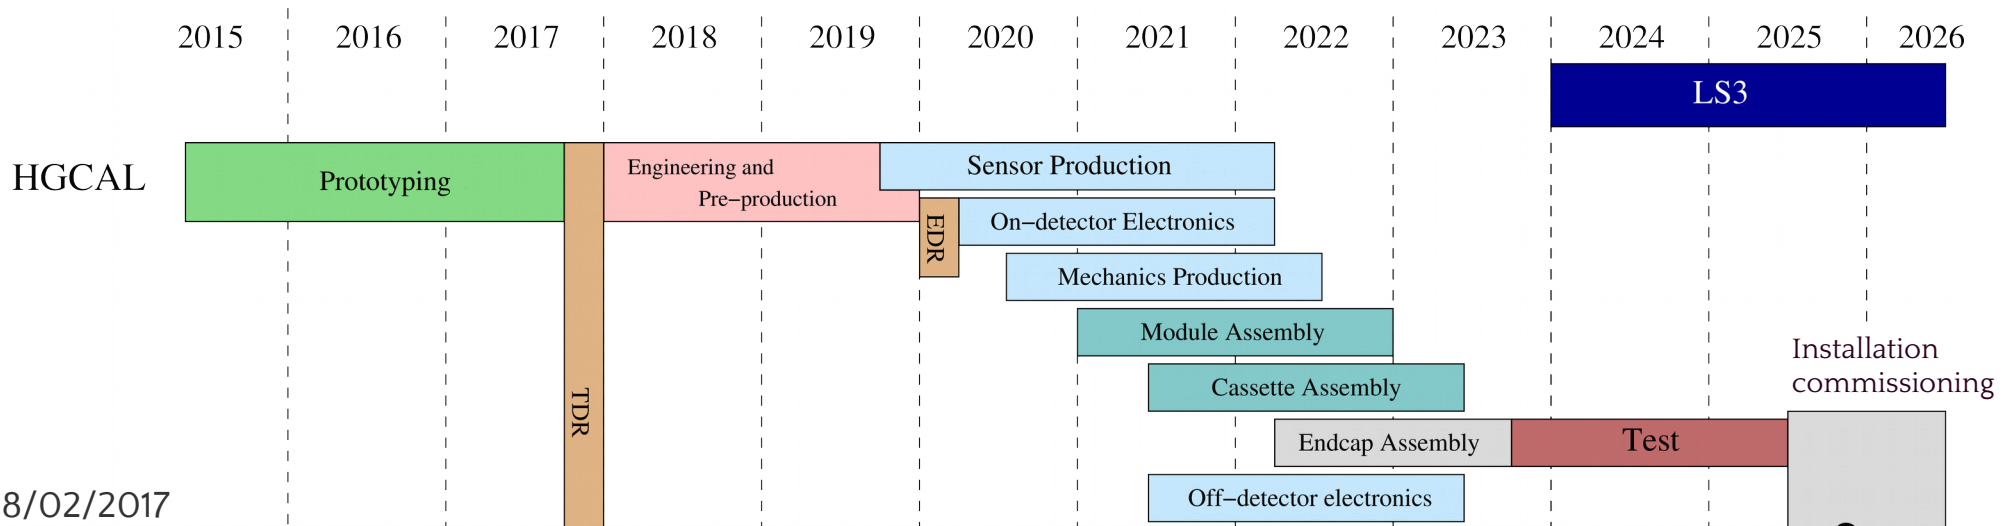 2015 2016 2017 2018 2019 2020 2021 2022 2023 2024 2025 2026
LS3
HGCAL
Prototyping
TDR
Engineering and
Pre−production
Sensor Production
EDR
On−detector Electronics
Mechanics Production
Module Assembly
Cassette Assembly
Installation
commissioning
Endcap Assembly
Test
Off−detector electronics
8/02/2017